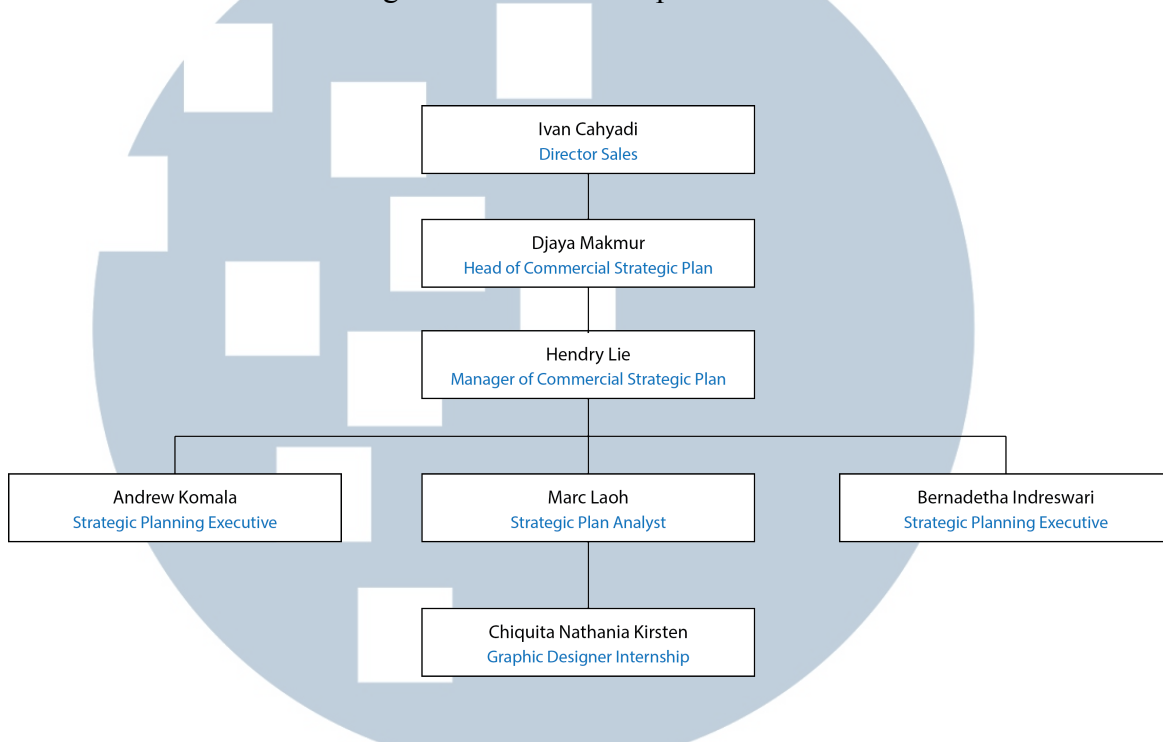 Ivan Cahyadi
Director Sales
Djaya Makmur
Head of Commercial Strategic Plan
Hendry Lie
Manager of Commercial Strategic Plan
Andrew Komala
Strategic Planning Executive
Marc Laoh
Strategic Plan Analyst
Bernadetha Indreswari
Strategic Planning Executive
Chiquita Nathania Kirsten
Graphic Designer Internship